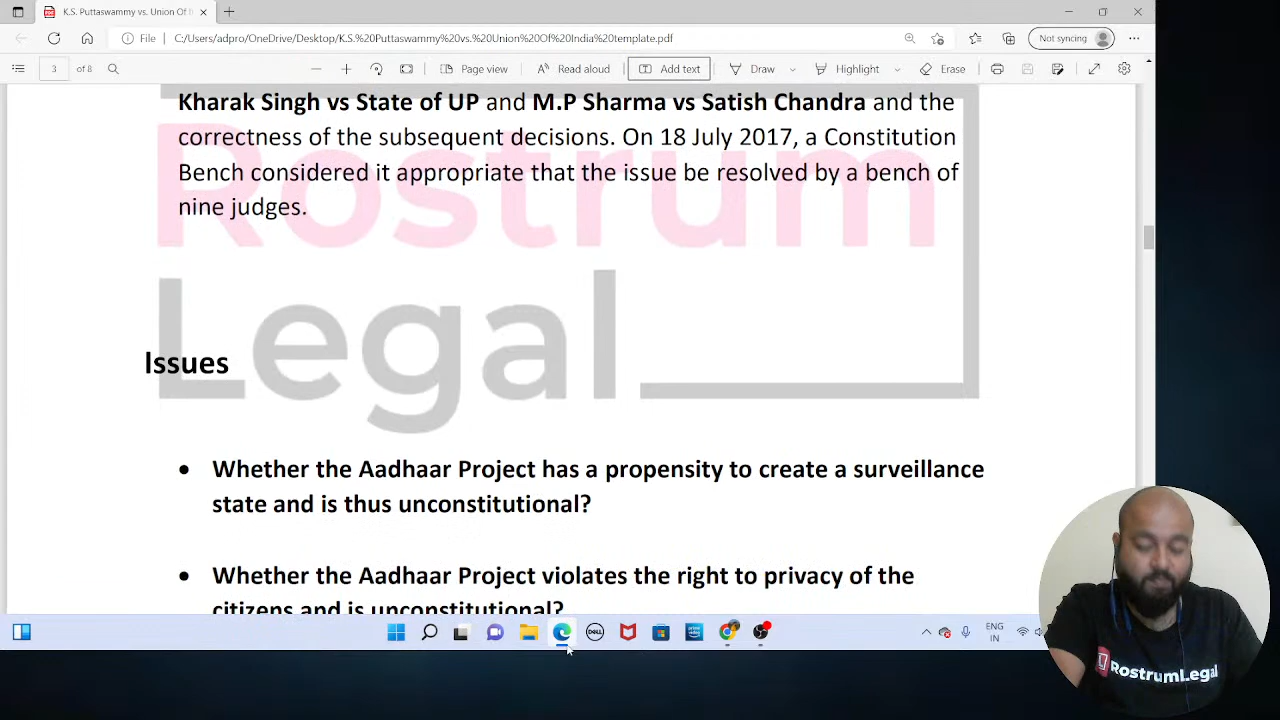 K.S. Puttaswammy vs. Union Of I
File
C:/Users/adpro/OneDrive/Desktop/K.S.%20Puttaswammy%20vs.%20Union%20Of%20India%20template.pdf
Not syncing
3 of 8
Page view
Read aloud
Add text
Draw
Highlight
Erase
Kharak Singh vs State of UP and M.P Sharma vs Satish Chandra and the
correctness of the subsequent decisions. On 18 July 2017, a Constitution
Bench considered it appropriate that the issue be resolved by a bench of
nine judges.
Rostrum
Legal
Issues
• Whether the Aadhaar Project has a propensity to create a surveillance
state and is thus unconstitutional?
• Whether the Aadhaar Project violates the right to privacy of the
citizens and is unconstitutional?
DELL
prime video
ENG
IN
RostrumLegal